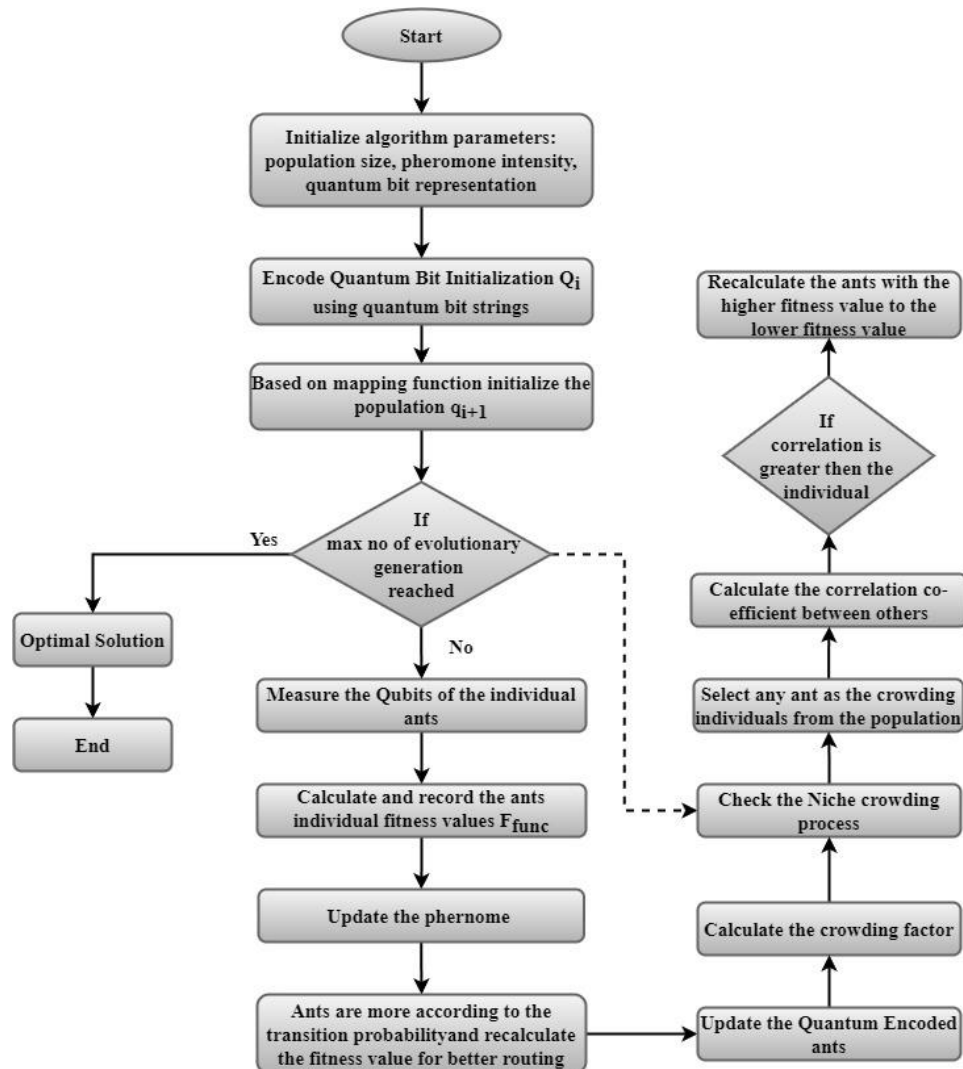 Start
Initialize algorithm parameters:
population size, pheromone intensity,
quantum bit representation
Encode Quantum Bit Initialization Qi
using quantum bit strings
Based on mapping function initialize the
population qi+1
If
max no of evolutionary
generation
reached
Yes
No
Optimal Solution
End
Measure the Qubits of the individual
ants
Calculate and record the ants
individual fitness values Ffunc
Update the phernome
Ants are more according to the
transition probabilityand recalculate
the fitness value for better routing
Update the Quantum Encoded
ants
Calculate the crowding factor
Check the Niche crowding
process
Select any ant as the crowding
individuals from the population
Calculate the correlation co-
efficient between others
If
correlation is
greater then the
individual
Recalculate the ants with the
higher fitness value to the
lower fitness value